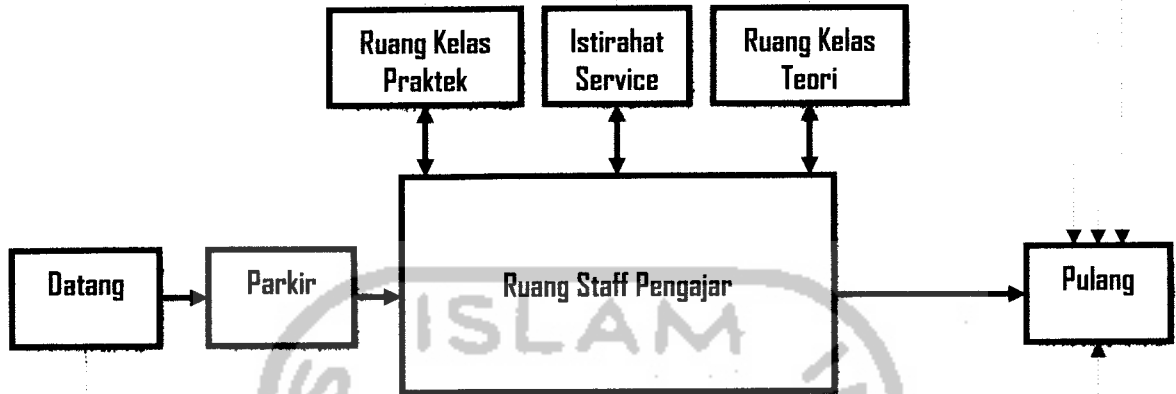 Ruang Kelas
Praktek
Istirahat
Service
Ruang Kelas
Teori
Datang
Parkir
Ruang Staff Pengajar
Pulang
ISLAM